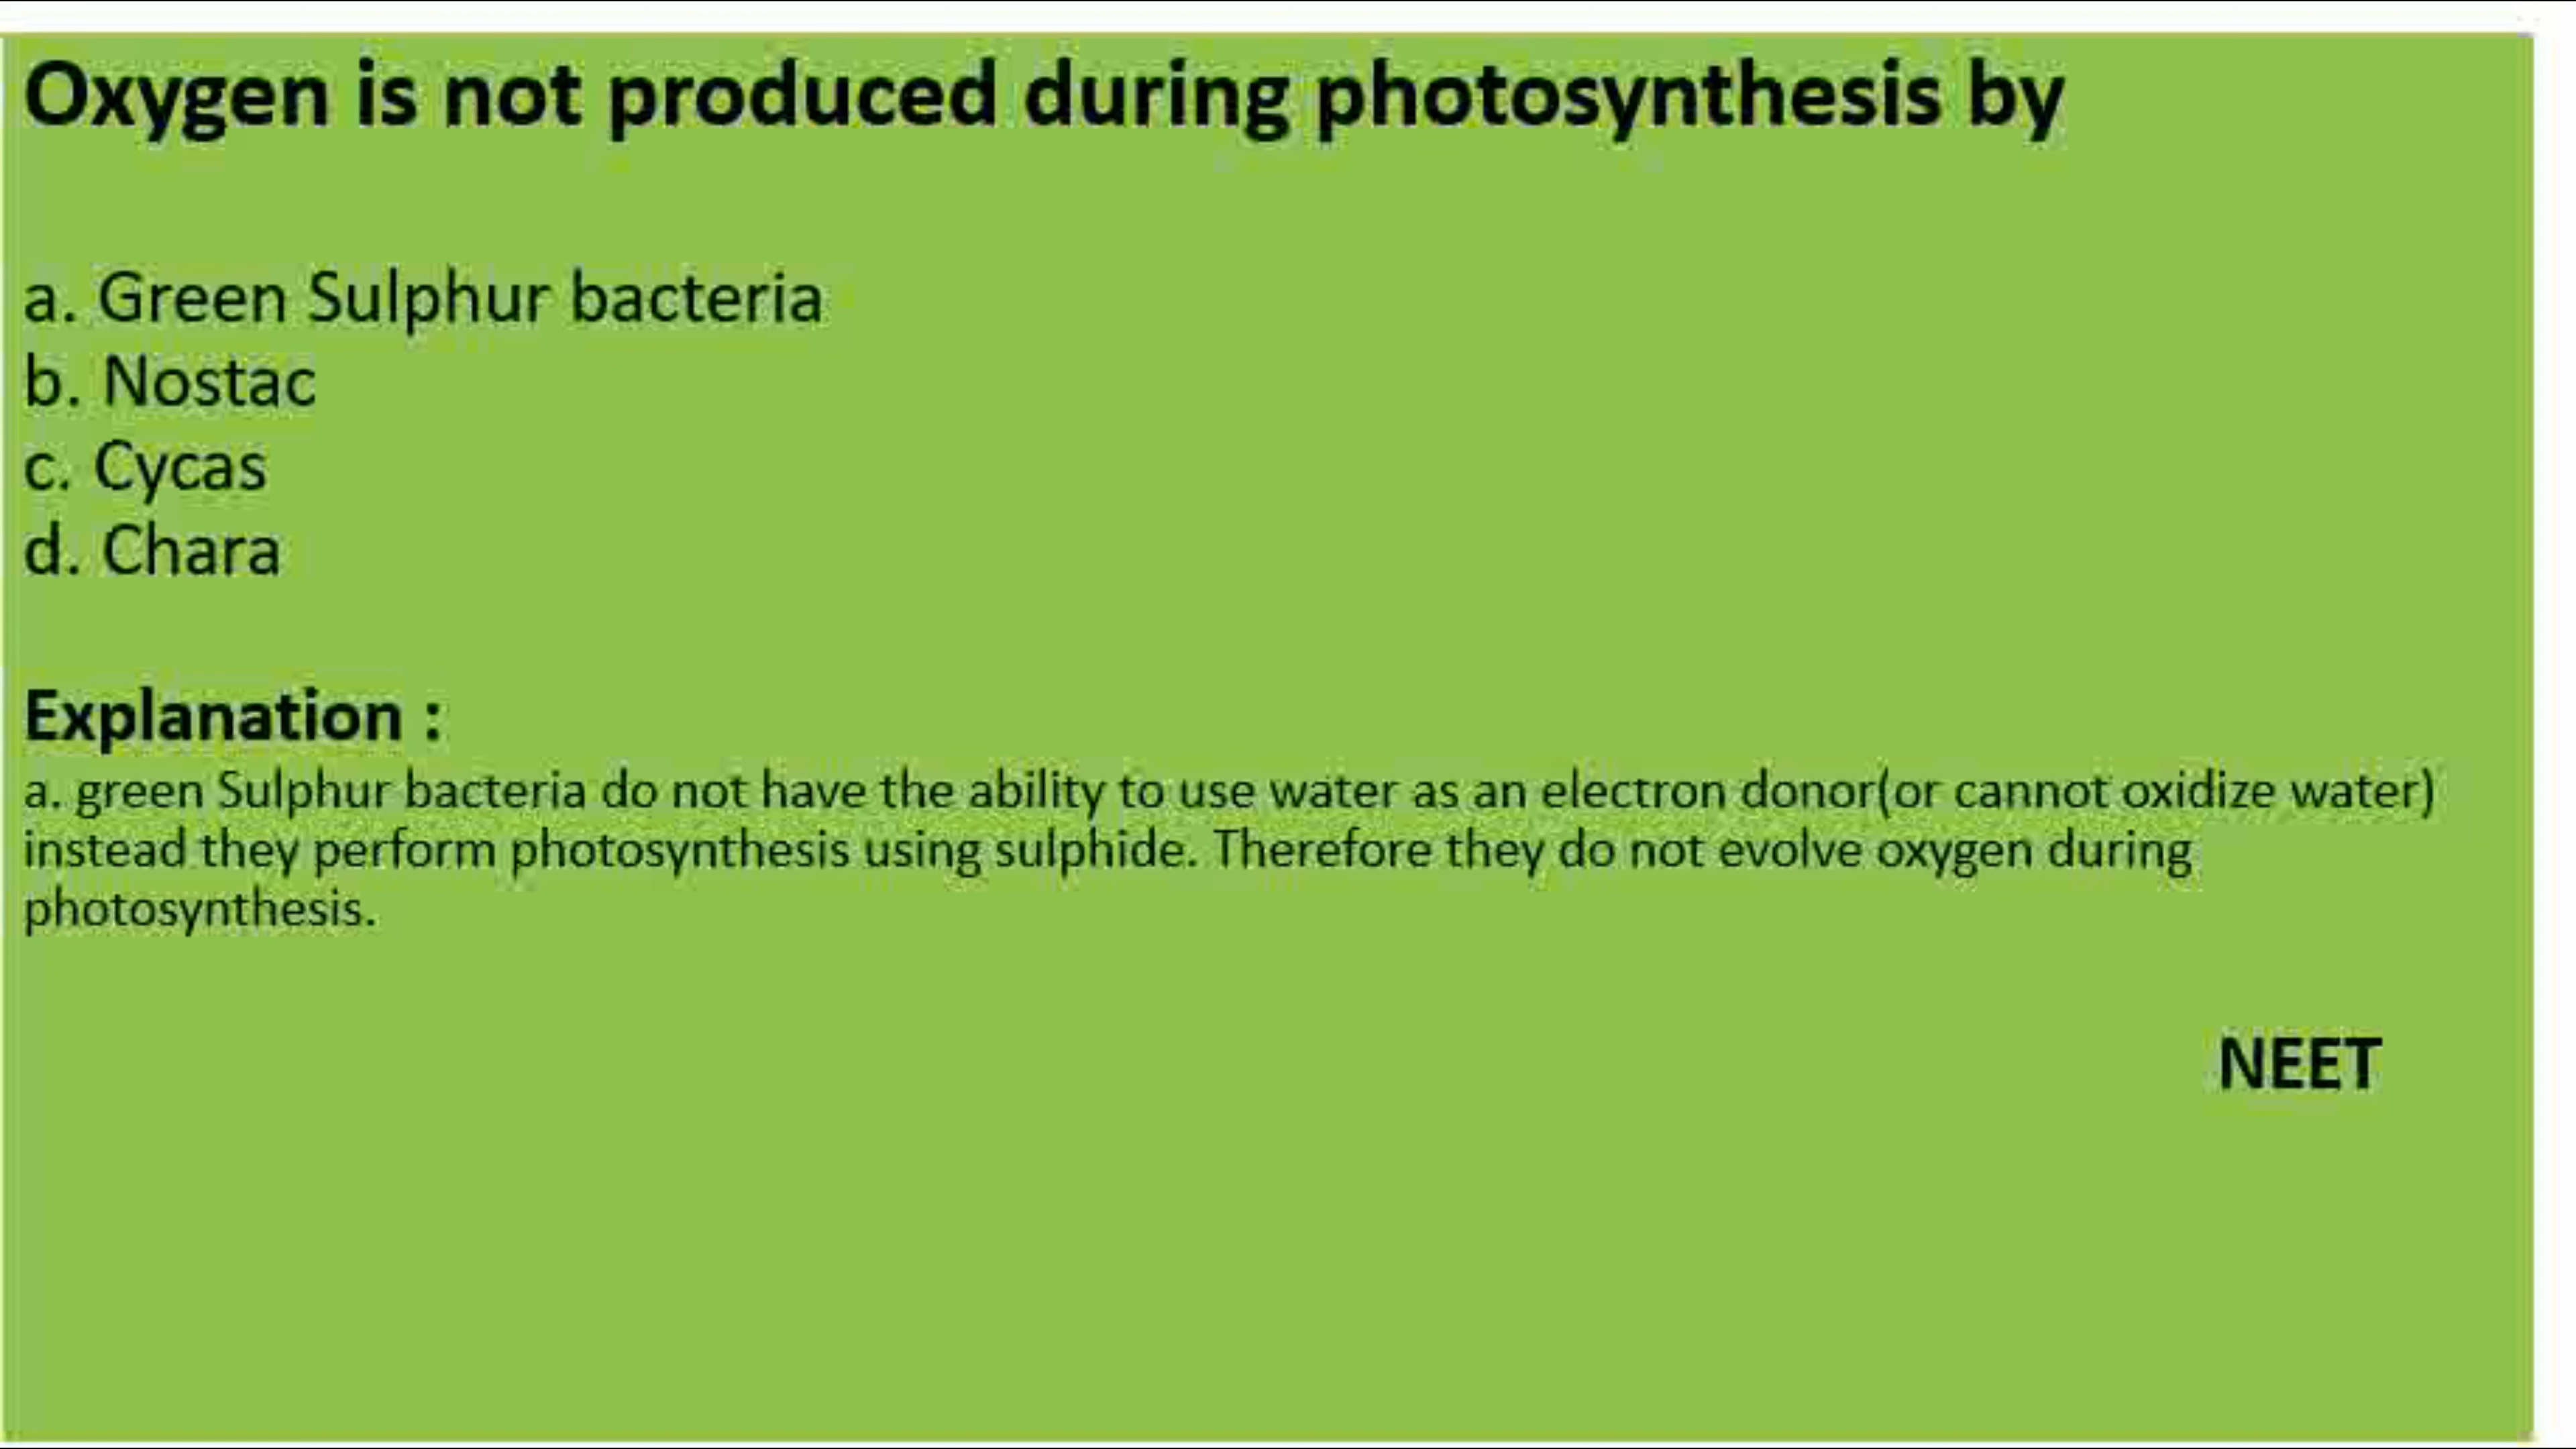 Oxygen is not produced during photosynthesis by
a. Green Sulphur bacteria
b. Nostac
c. Cycas
d. Chara
Explanation :
a. green Sulphur bacteria do not have the ability to use water as an electron donor(or cannot oxidize water)
instead they perform photosynthesis using sulphide. Therefore they do not evolve oxygen during
photosynthesis.
NEET